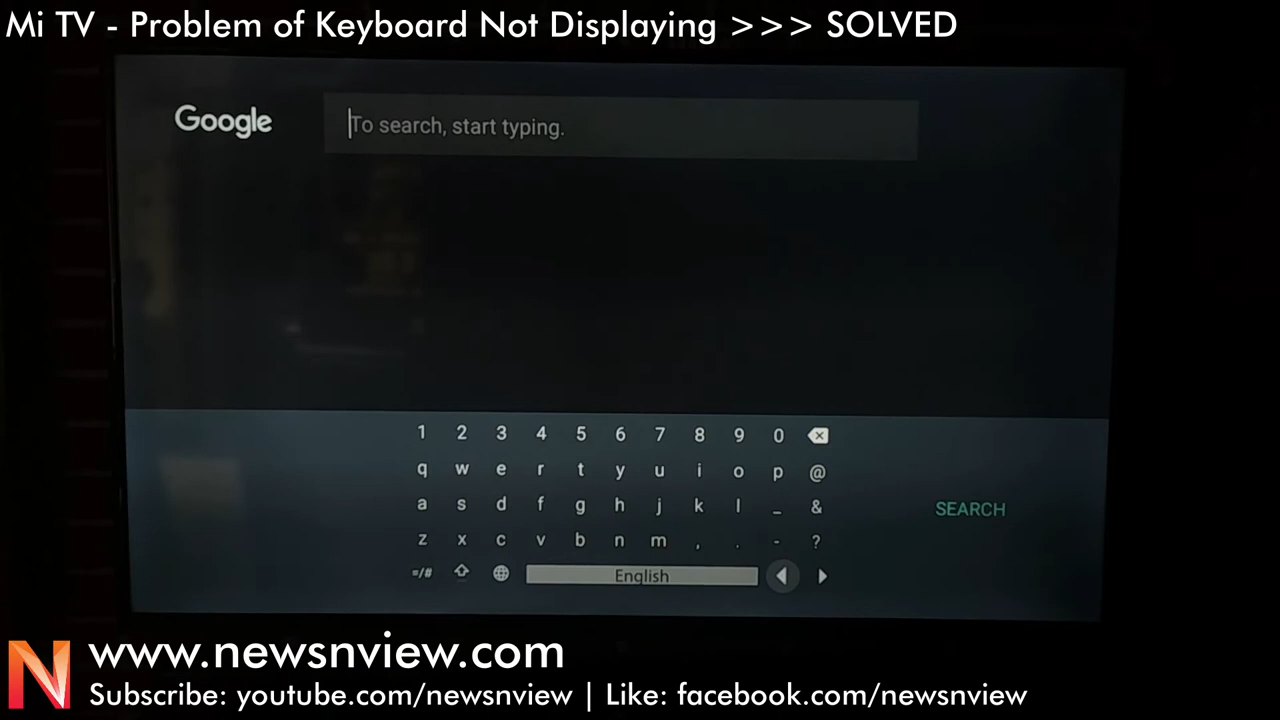 Mi TV - Problem of Keyboard Not Displaying >>> SOLVED
Google
To search, start typing.
1 2 3 4 5 6 7 8 9 0
q w e r t y u i o p @
a s d f g h j k l _ &
SEARCH
z x c v b n m , . - ?
=/#
English
N
www.newsnview.com
Subscribe: youtube.com/newsnview | Like: facebook.com/newsnview